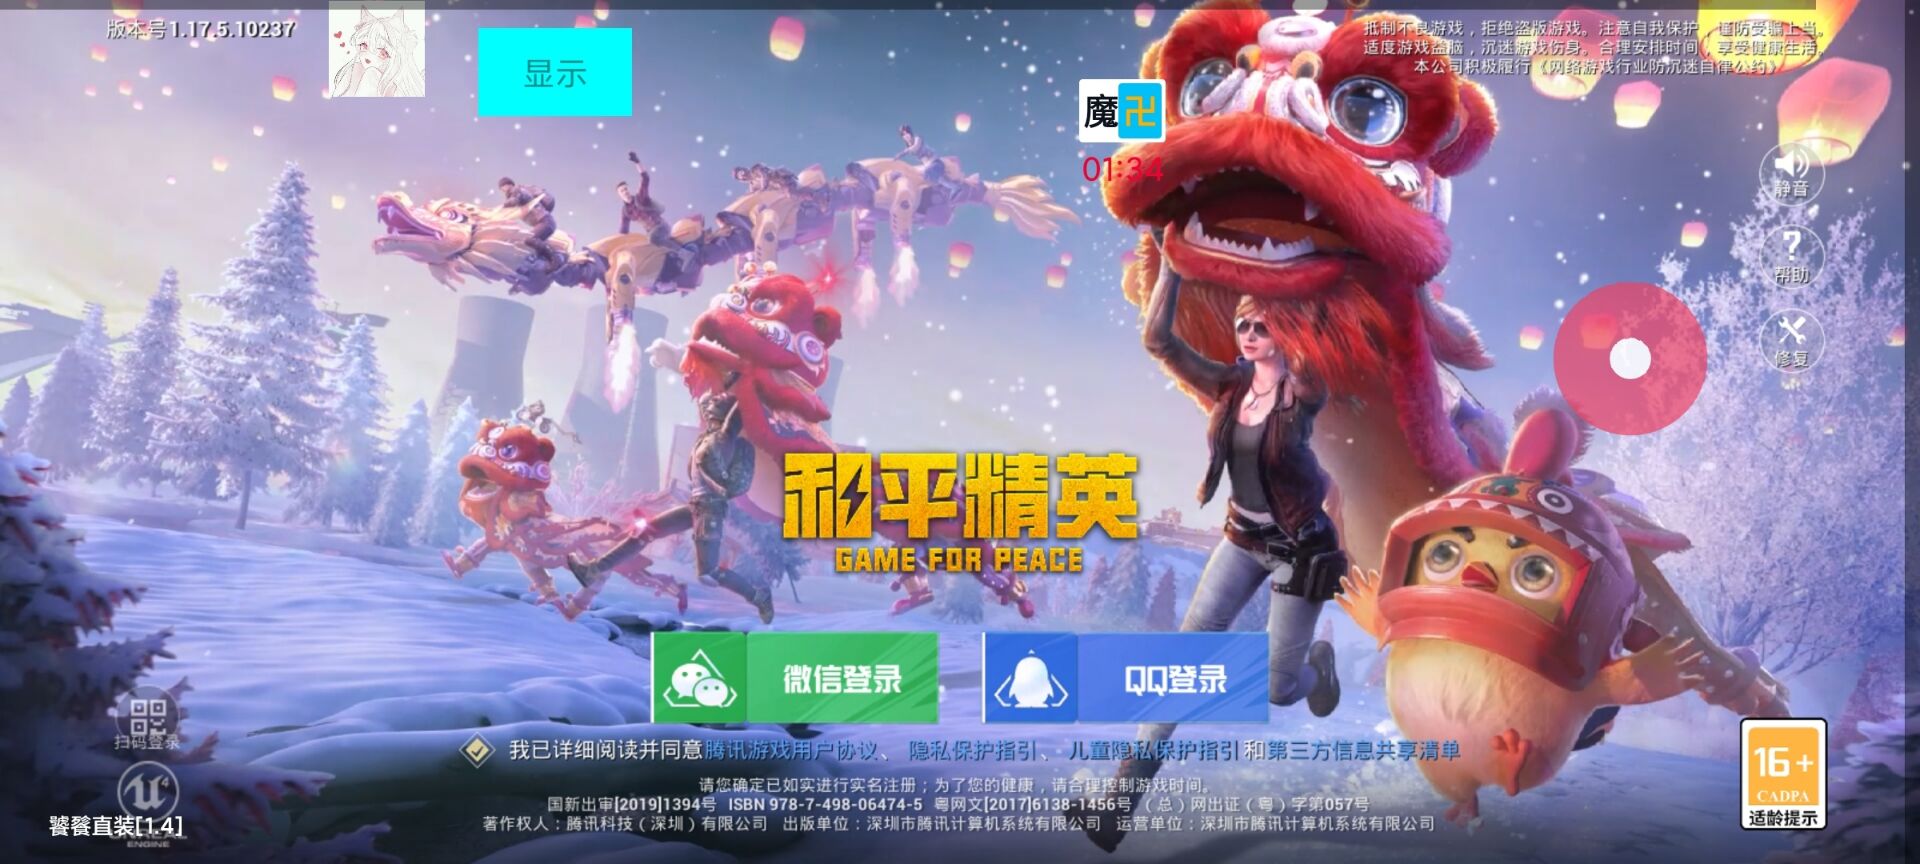 版本号1.17.5.10237
显示
抵制不良游戏，拒绝盗版游戏。注意自我保护，谨防受骗上当。
适度游戏益脑，沉迷游戏伤身。合理安排时间，享受健康生活。
本公司积极履行《网络游戏行业防沉迷自律公约》
魔卍
01:34
静音
?
帮助
修复
和平精英
GAME FOR PEACE
微信登录
QQ登录
扫码登录
我已详细阅读并同意腾讯游戏用户协议、隐私保护指引、儿童隐私保护指引和第三方信息共享清单
请您确定已如实进行实名注册；为了您的健康，请合理控制游戏时间。
国新出审[2019]1394号 ISBN 978-7-498-06474-5 粤网文[2017]6138-1456号 （总）网出证（粤）字第057号
著作权人：腾讯科技（深圳）有限公司 出版单位：深圳市腾讯计算机系统有限公司 运营单位：深圳市腾讯计算机系统有限公司
饕餮直装[1.4]
ENGINE
16+
CADPA
适龄提示